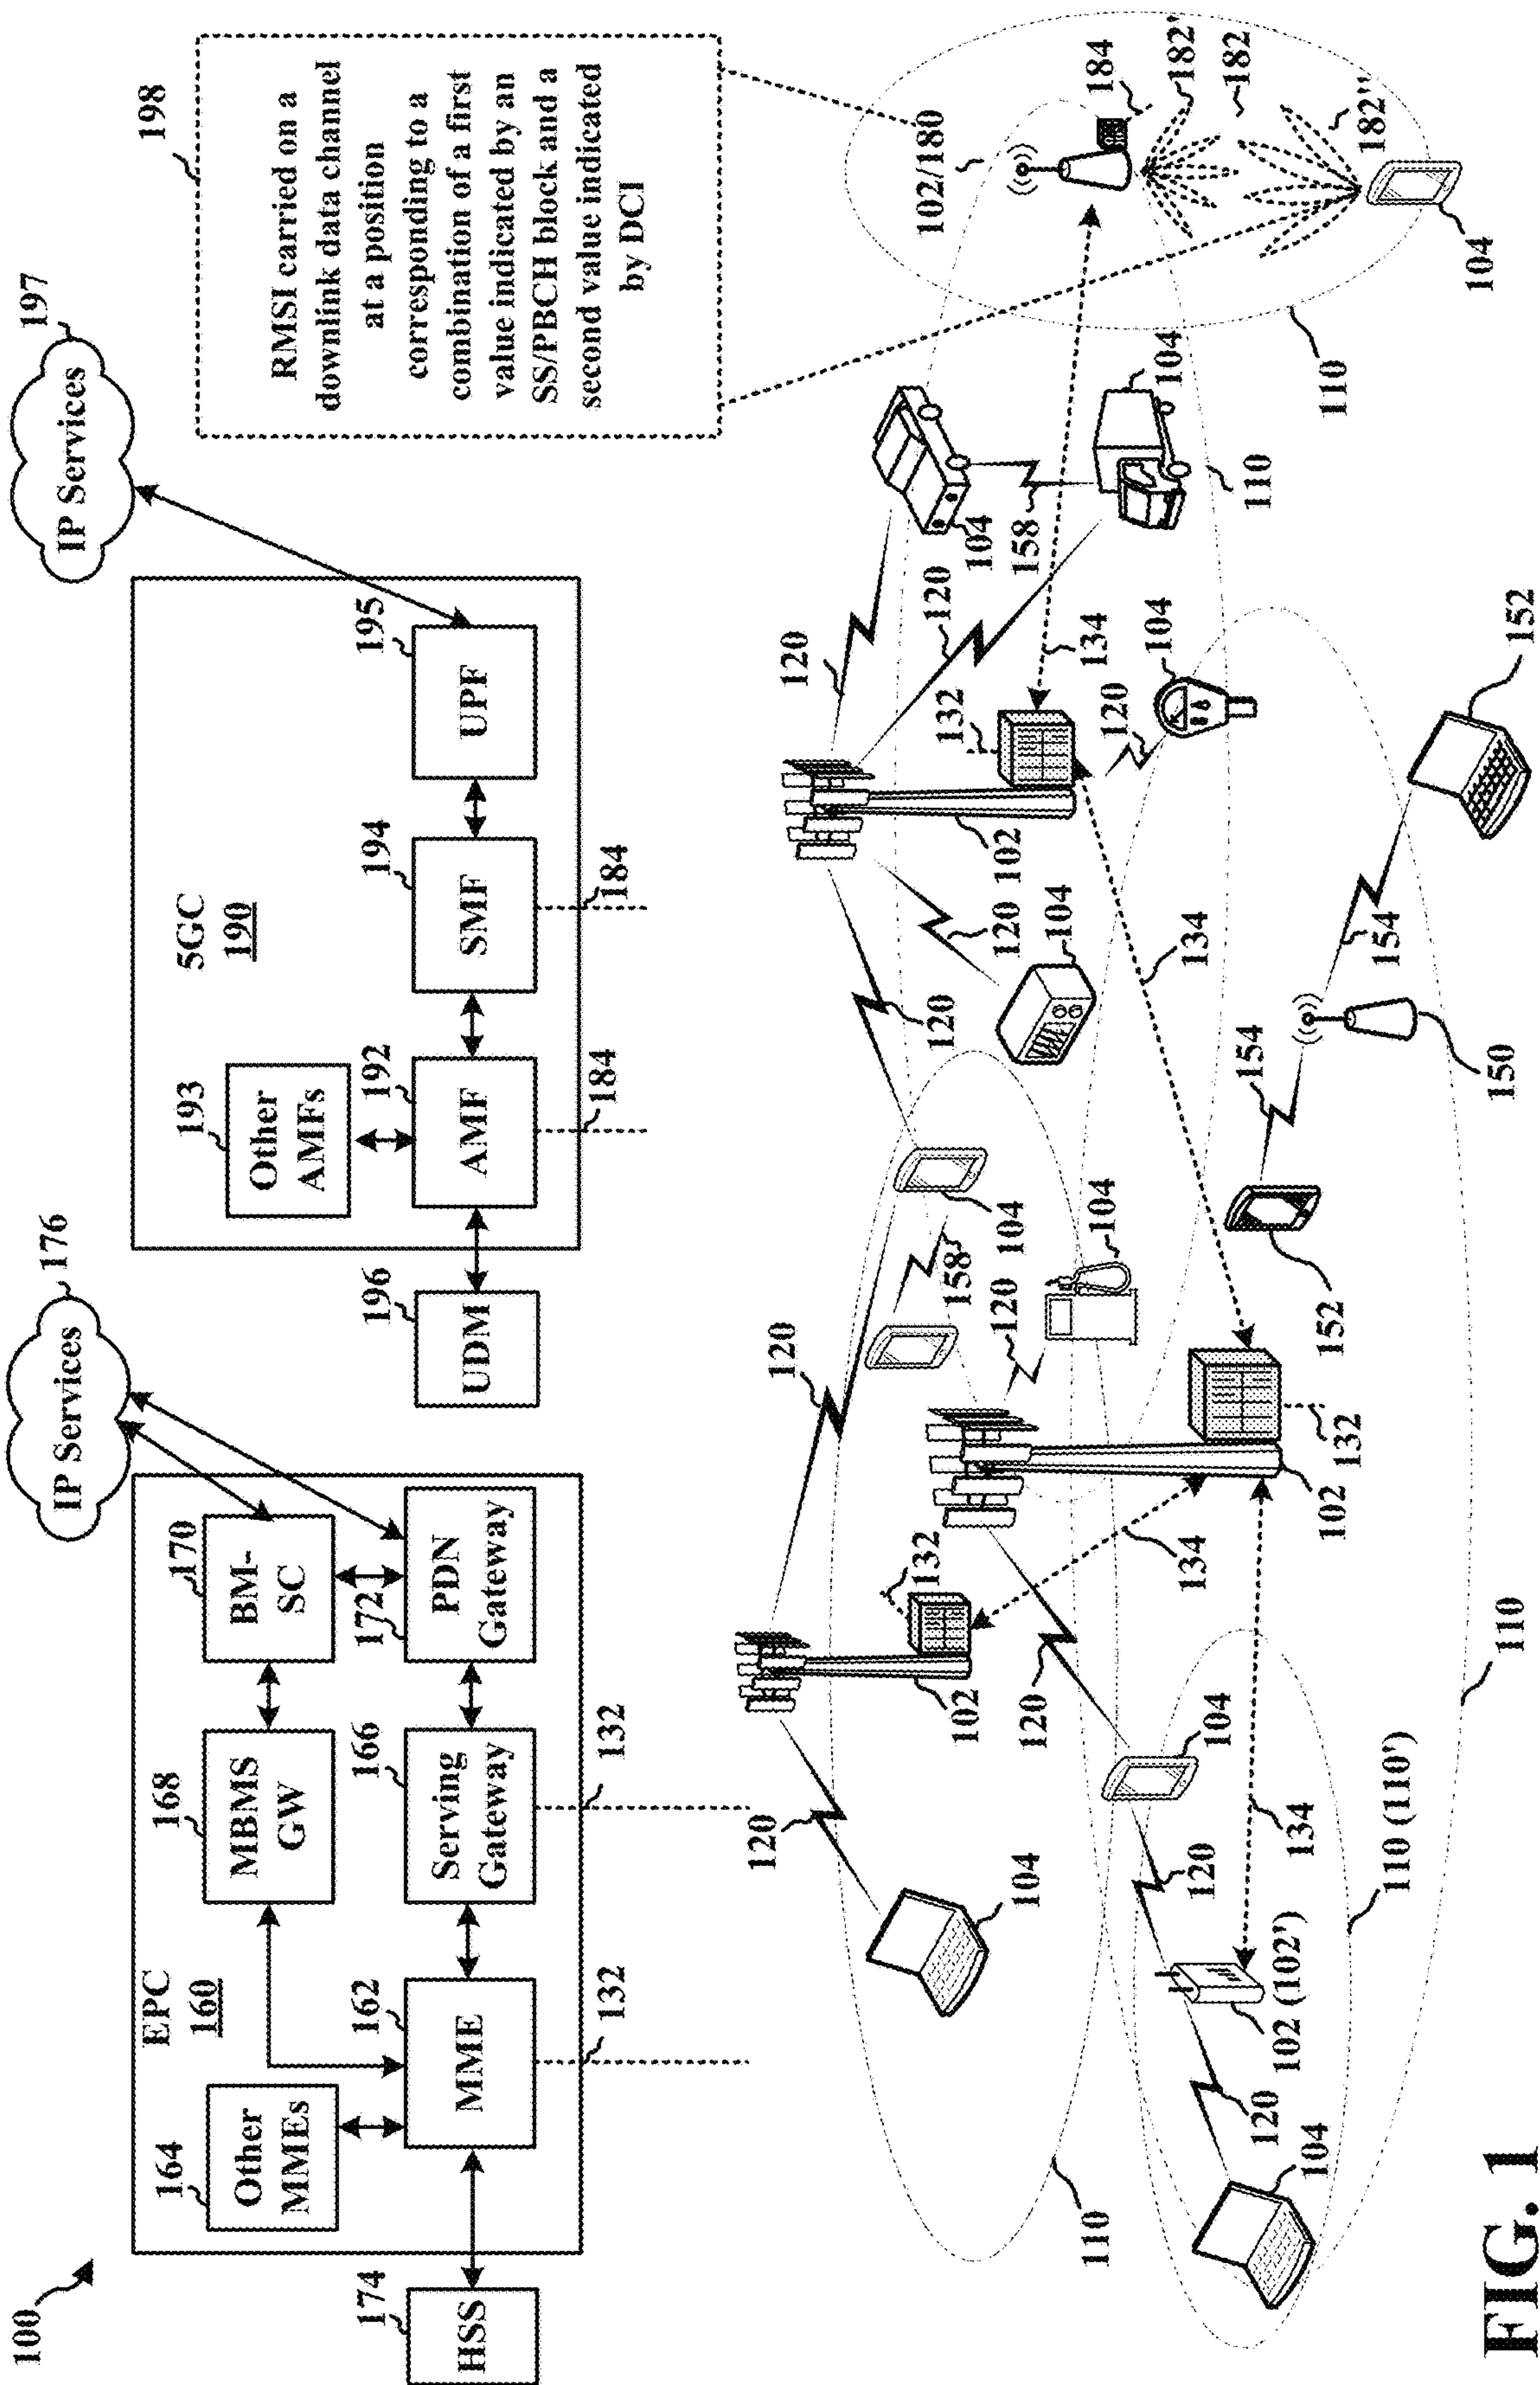 100
EPC
160
164
Other
MMEs
162
MME
174
HSS
168
MBMS
GW
166
Serving
Gateway
170
BM-
SC
172
PDN
Gateway
176
IP Services
132
132
5GC
190
193
Other
AMFs
192
AMF
196
UDM
194
SMF
195
UPF
184
184
197
IP Services
198
RMSI carried on a
downlink data channel
at a position
corresponding to a
combination of a first
value indicated by an
SS/PBCH block and a
second value indicated
by DCI
120
120
120
120
104
102
132
120
104
158
120
104
134
120
104
120
102 (102')
120
104
110
110 (110')
134
102
132
134
152
154
150
154
152
120
104
102
132
120
104
134
120
104
158
104
110
102/180
184
182'
182
182"
104
110
110
FIG. 1